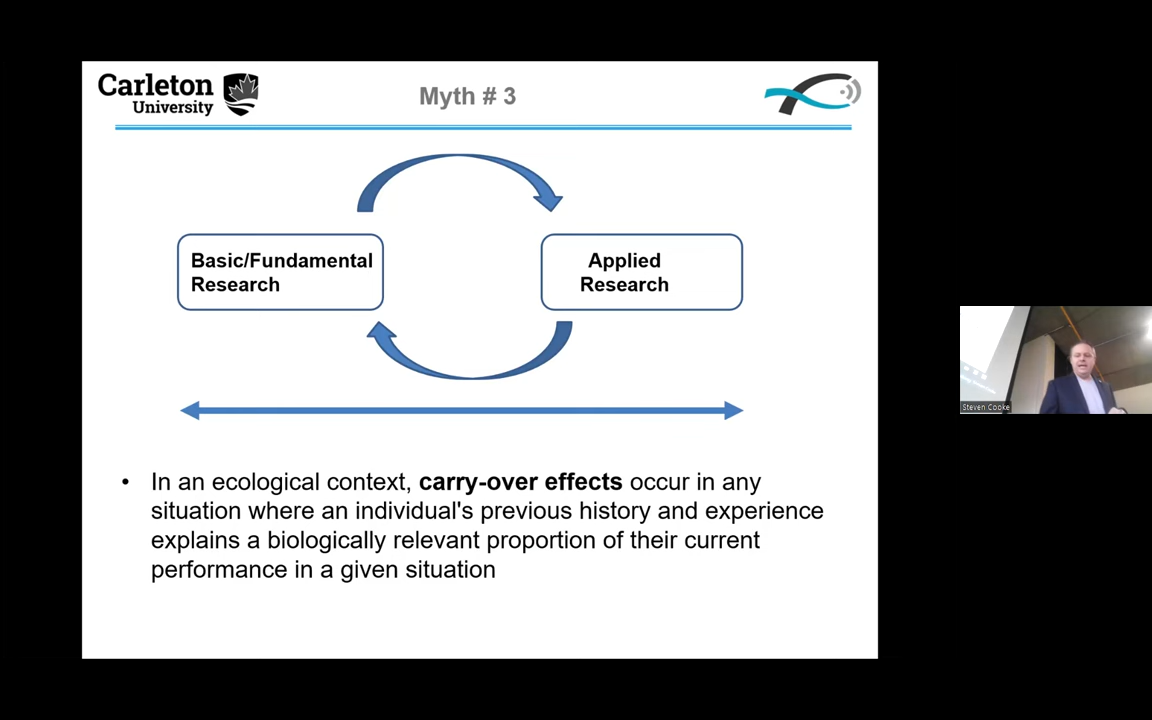 Carleton
University
Myth # 3
Basic/Fundamental
Research
Applied
Research
• In an ecological context, carry-over effects occur in any
situation where an individual's previous history and experience
explains a biologically relevant proportion of their current
performance in a given situation
Steven Cooke